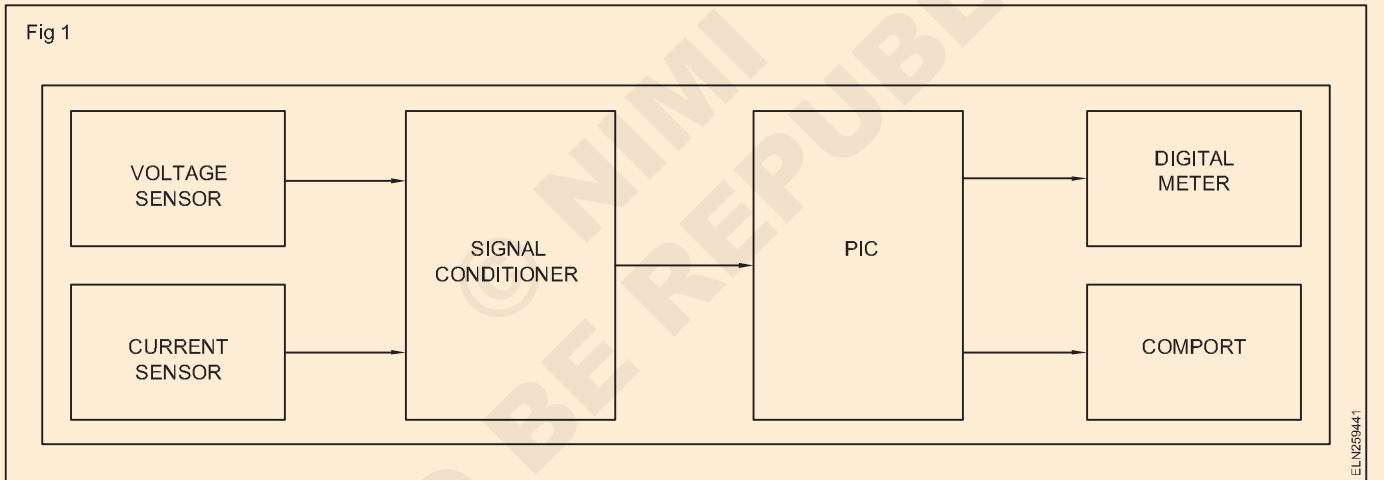 Fig 1
VOLTAGE
SENSOR
CURRENT
SENSOR
SIGNAL
CONDITIONER
PIC
DIGITAL
METER
COMPORT
ELN259441
© NIMI
BE REPUBL